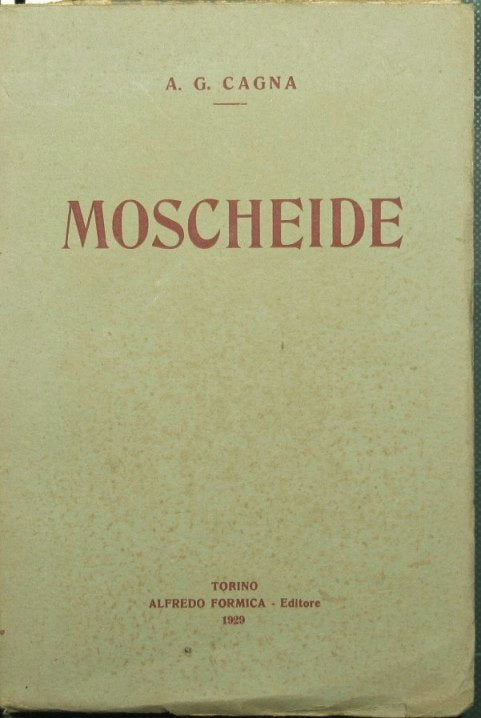 A. G. CAGNA
MOSCHEIDE
TORINO
ALFREDO FORMICA - Editore
1929